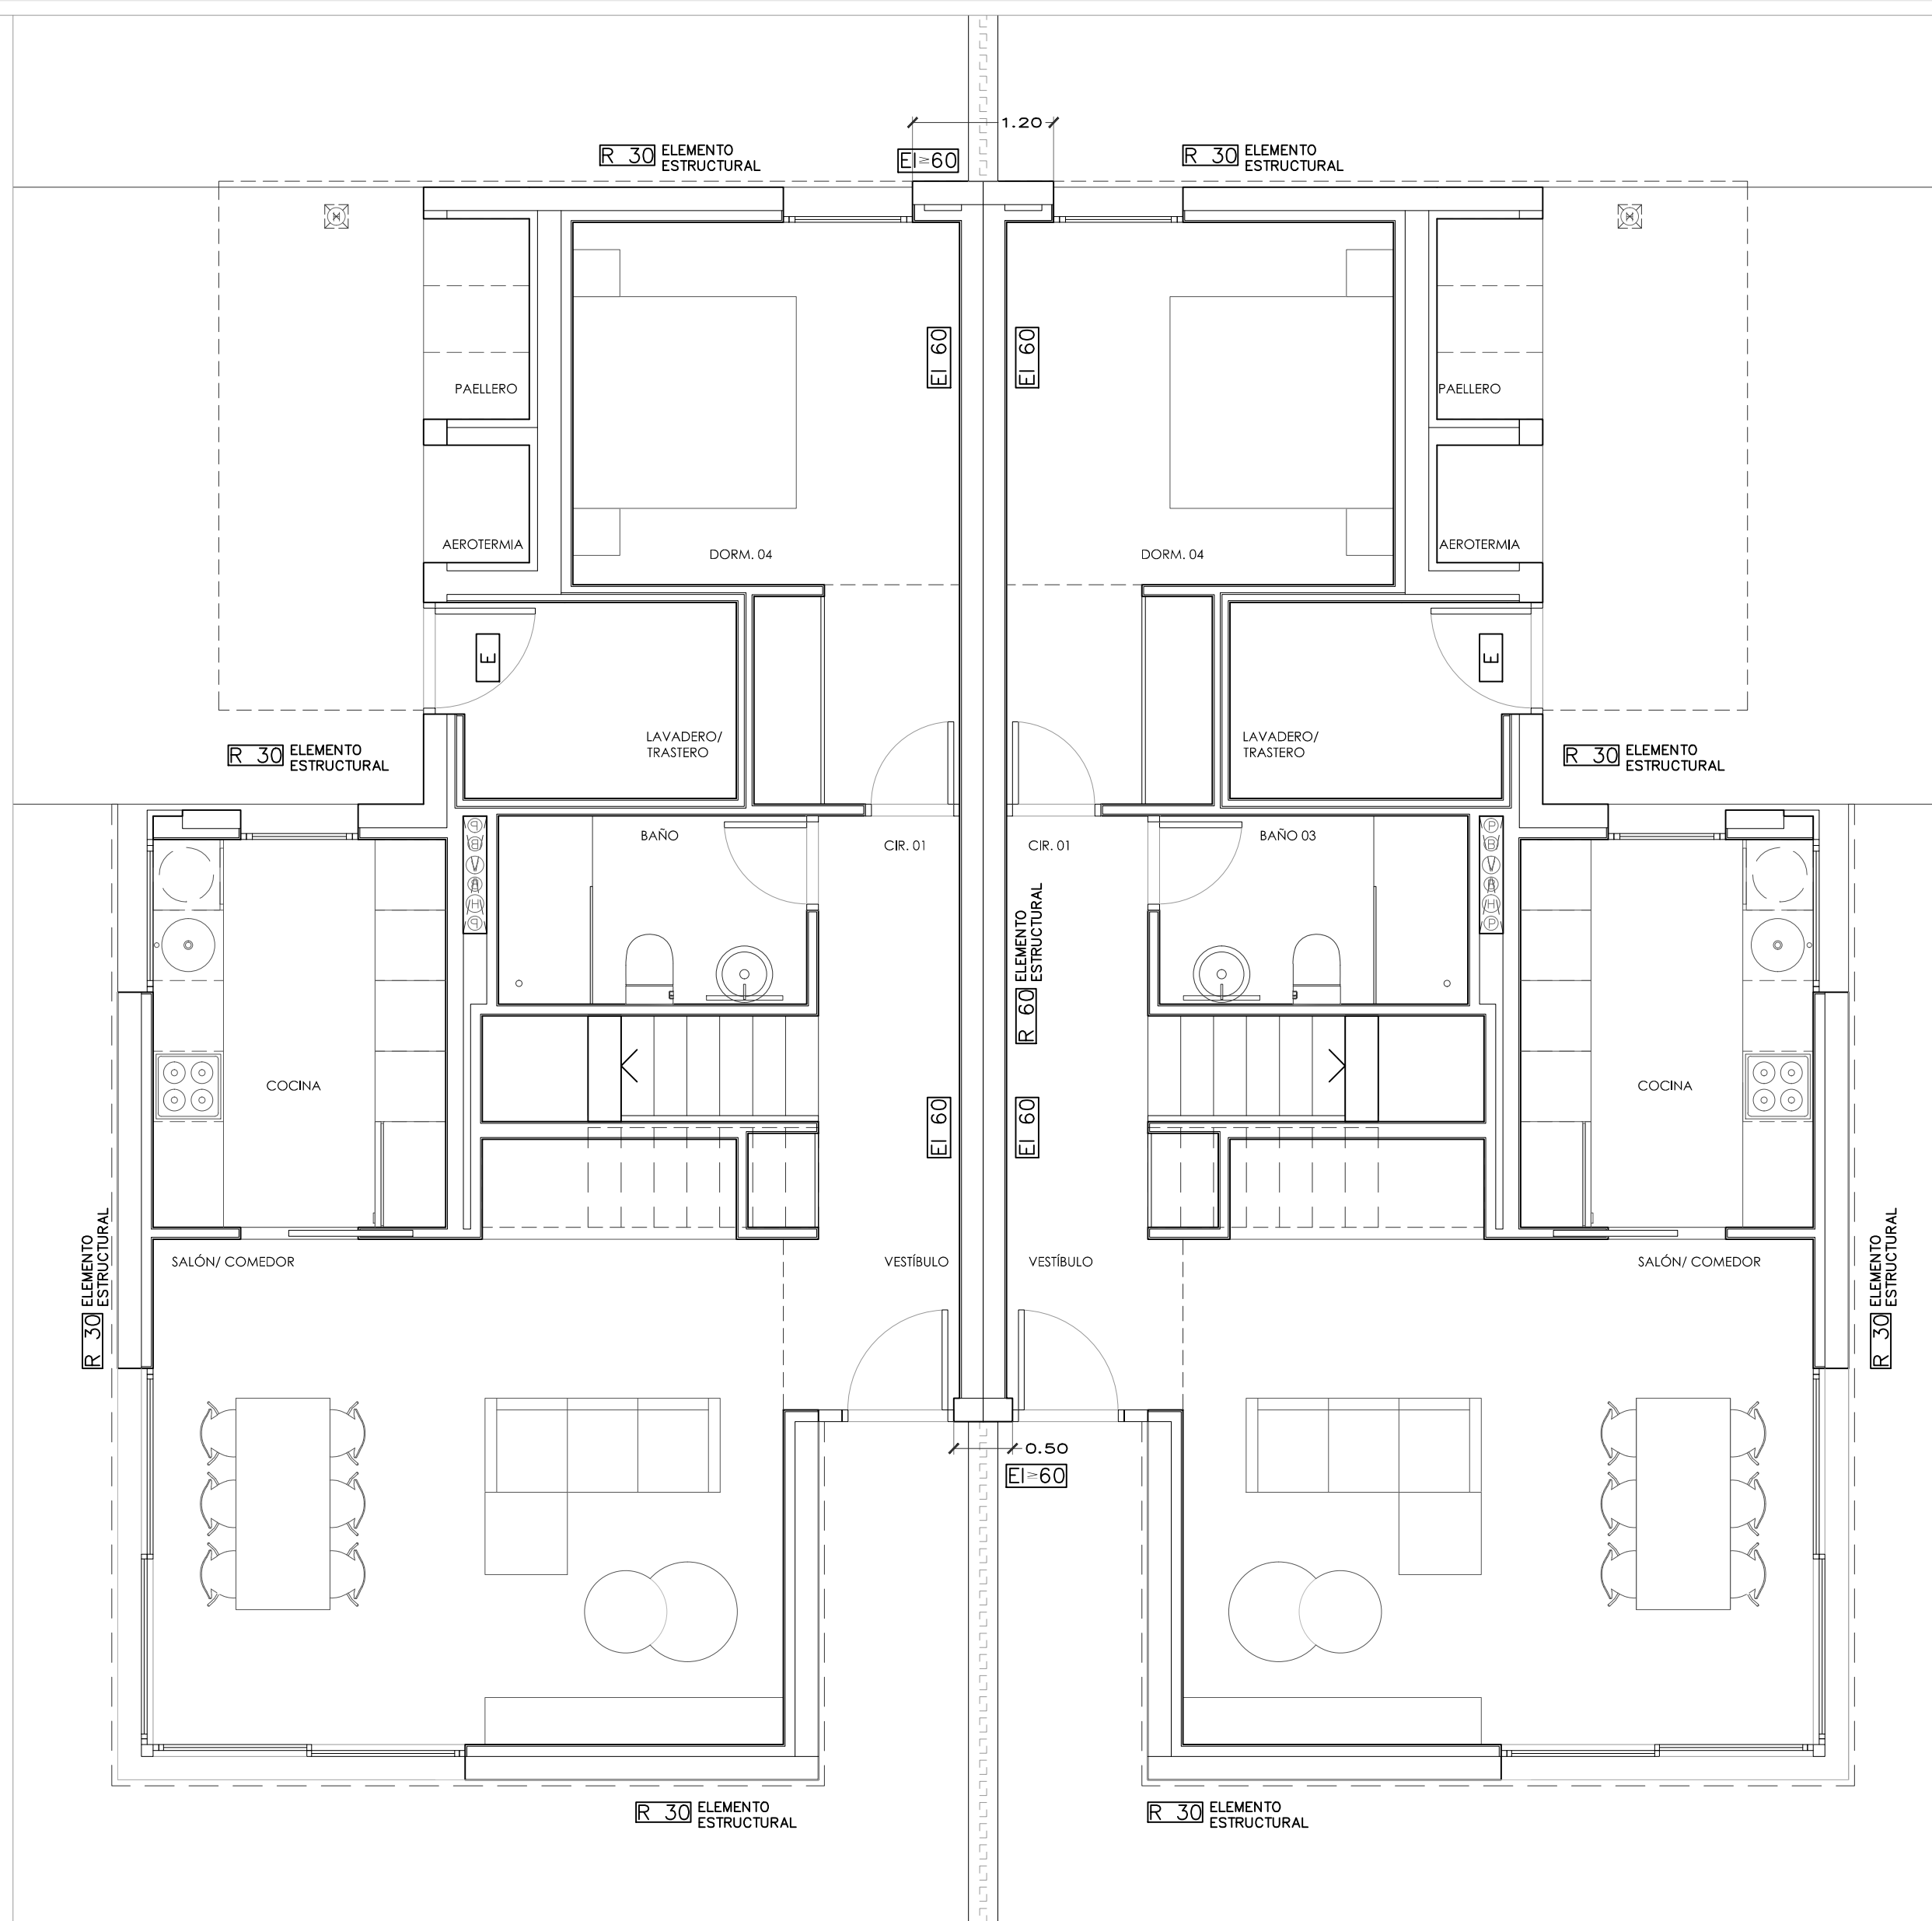 1.20
R 30 ELEMENTO
ESTRUCTURAL
EI≥60
R 30 ELEMENTO
ESTRUCTURAL
EI 60
EI 60
PAELLERO
PAELLERO
AEROTERMIA
AEROTERMIA
DORM. 04
DORM. 04
E
E
LAVADERO/
TRASTERO
LAVADERO/
TRASTERO
R 30 ELEMENTO
ESTRUCTURAL
R 30 ELEMENTO
ESTRUCTURAL
BAÑO
CIR. 01
CIR. 01
BAÑO 03
P
B
V
A
H
P
P
B
V
A
H
P
R 60 ELEMENTO
ESTRUCTURAL
COCINA
COCINA
EI 60
EI 60
R 30 ELEMENTO
ESTRUCTURAL
SALÓN/ COMEDOR
VESTÍBULO
VESTÍBULO
SALÓN/ COMEDOR
R 30 ELEMENTO
ESTRUCTURAL
0.50
EI≥60
R 30 ELEMENTO
ESTRUCTURAL
R 30 ELEMENTO
ESTRUCTURAL